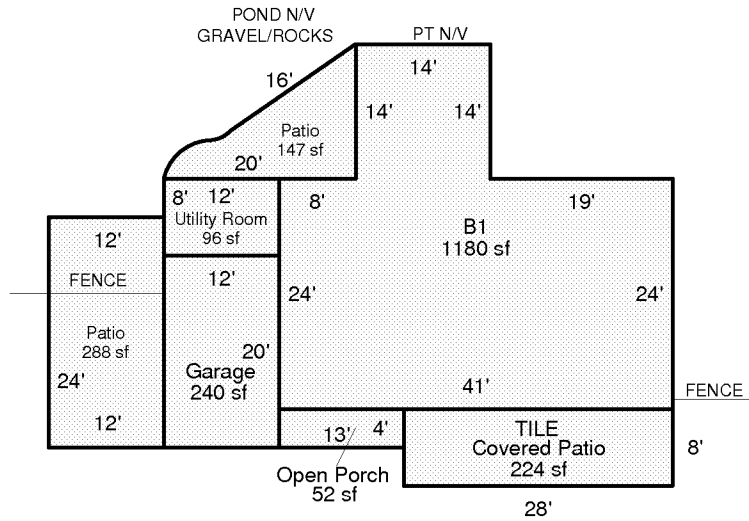 POND N/V
GRAVEL/ROCKS
PT N/V
16'
14'
14'
14'
Patio
147 sf
20'
8'
12'
Utility Room
96 sf
8'
19'
B1
1180 sf
12'
FENCE
12'
24'
24'
Patio
288 sf
20'
Garage
240 sf
24'
41'
FENCE
12'
13'
4'
TILE
Covered Patio
224 sf
8'
Open Porch
52 sf
28'